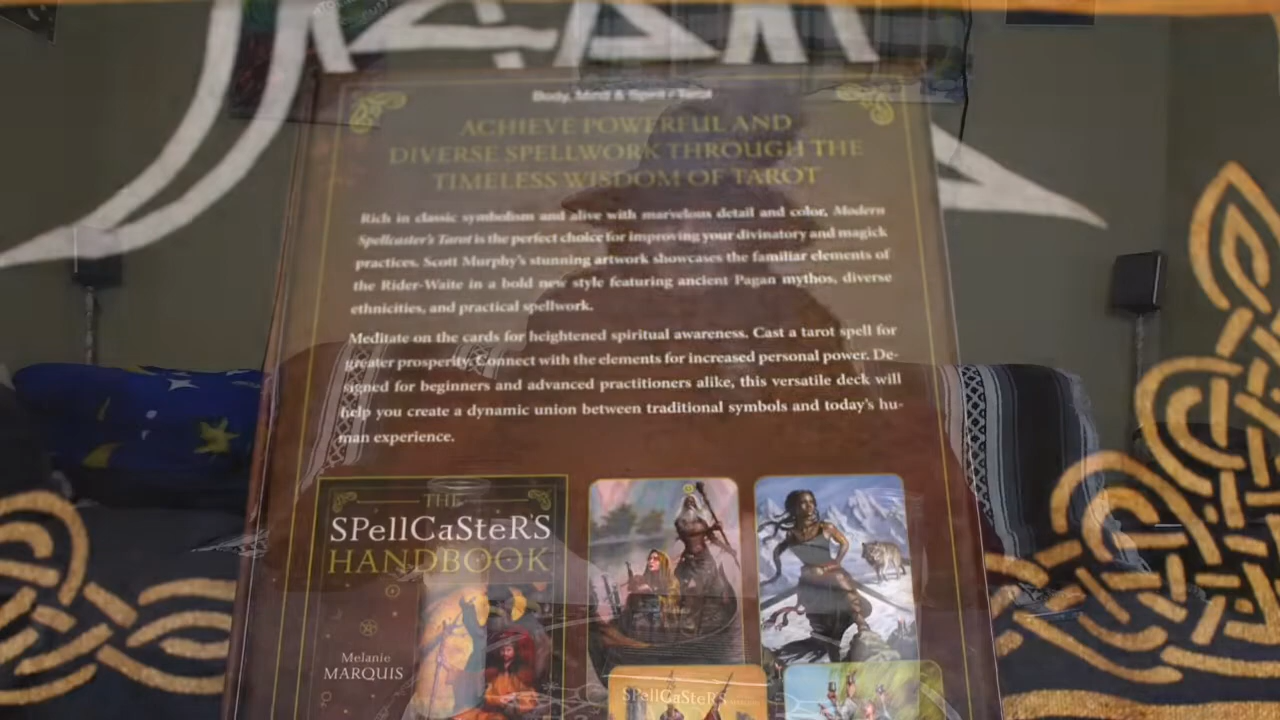 Body, Mind & Spirit / Tarot
ACHIEVE POWERFUL AND
DIVERSE SPELLWORK THROUGH THE
TIMELESS WISDOM OF TAROT
Rich in classic symbolism and alive with marvelous detail and color, Modern
Spellcaster's Tarot is the perfect choice for improving your divinatory and magick
practices. Scott Murphy's stunning artwork showcases the familiar elements of
the Rider-Waite in a bold new style featuring ancient Pagan mythos, diverse
ethnicities, and practical spellwork.
Meditate on the cards for heightened spiritual awareness. Cast a tarot spell for
greater prosperity. Connect with the elements for increased personal power. De-
signed for beginners and advanced practitioners alike, this versatile deck will
help you create a dynamic union between traditional symbols and today's hu-
man experience.
THE
SPellCaSteR'S
HANDBOOK
Melanie
MARQUIS
SPellCaSteR'S